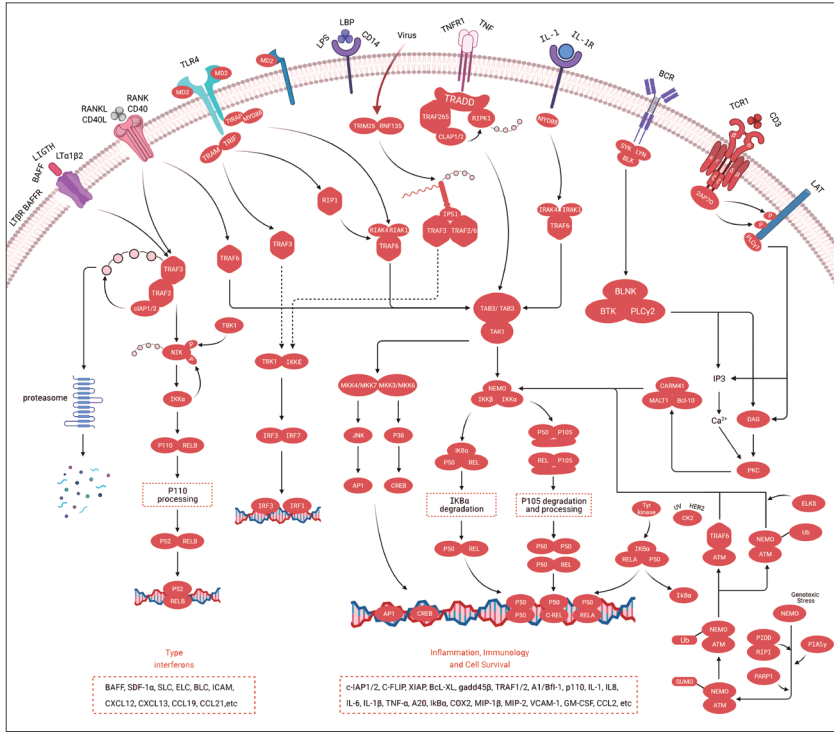 LBP
LPS
CD14
Virus
TNFR1
TNF
IL-1
IL-1R
BCR
TCR1
CD3
LAT
TLR4
MD2
MD2
MD2
TIRAP
MYD88
TRAM
TRIF
RANKL
CD40L
RANK
CD40
LIGTH
BAFF
LTα1β2
LTβR BAFFR
TRIM25
RNF135
TRADD
TRAF265
RIPK1
CLAP1/2
MYD88
SYK
LYN
BLK
ZAP70
P
P
PLCy1
RIP1
IPS1
TRAF3
TRAF2/6
RIAK4
RIAK1
TRAF6
IRAK4
IRAK1
TRAF6
TRAF3
TRAF2
cIAP1/2
TRAF6
TRAF3
TAB2/ TAB3
TAK1
BLNK
BTK
PLCy2
TBK1
P
P
NIK
TBK1
IKKE
IKKα
proteasome
MKK4/MKK7
MKK3/MKK6
NEMO
IKKβ
IKKα
CARM41
MALT1
Bcl-10
IP3
Ca²⁺
DAG
PKC
P110
RELB
IRF3
IRF7
JNK
P38
IKBα
P50
REL
P50
P105
REL
P105
P110
processing
AP1
CREB
IKBα
degradation
P105 degradation
and processing
Tyr
kinase
UV
HER2
CK2
TRAF6
ATM
NEMO
ATM
ELKS
Ub
IRF3
IRF1
P52
RELB
P50
REL
P50
P50
P50
REL
IKBα
RELA
P50
IkBα
P52
RELB
AP1
CREB
P50
P50
P50
C-REL
P50
RELA
Genotoxic
Stress
NEMO
Ub
NEMO
ATM
PIDD
RIPI
PIASy
PARP1
SUMO
NEMO
ATM
Type
interferons
Inflammation, Immunology
and Cell Survival
BAFF, SDF-1α, SLC, ELC, BLC, ICAM,
CXCL12, CXCL13, CCL19, CCL21,etc
c-IAP1/2, C-FLIP, XIAP, BcL-XL, gadd45β, TRAF1/2, A1/Bfl-1, p110, IL-1, IL8,
IL-6, IL-1β, TNF-α, A20, IkBα, COX2, MIP-1β, MIP-2, VCAM-1, GM-CSF, CCL2, etc